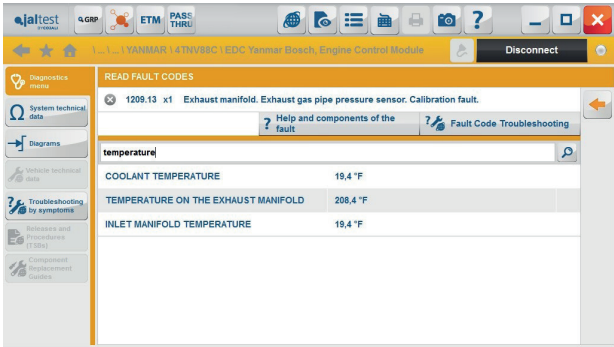 ejaltest GRP ETM PASS THRU ?
\ ... \ ... \ YANMAR \ 4TNV88C \ EDC Yanmar Bosch, Engine Control Module Disconnect
Diagnostics menu
READ FAULT CODES
1209.13 x1 Exhaust manifold. Exhaust gas pipe pressure sensor. Calibration fault.
System technical data
? Help and components of the fault
? Fault Code Troubleshooting
Diagrams
temperature
Vehicle technical data
COOLANT TEMPERATURE 19,4 °F
Troubleshooting by symptoms
TEMPERATURE ON THE EXHAUST MANIFOLD 208,4 °F
INLET MANIFOLD TEMPERATURE 19,4 °F
Releases and Procedures (TSBs)
Component Replacement Guides